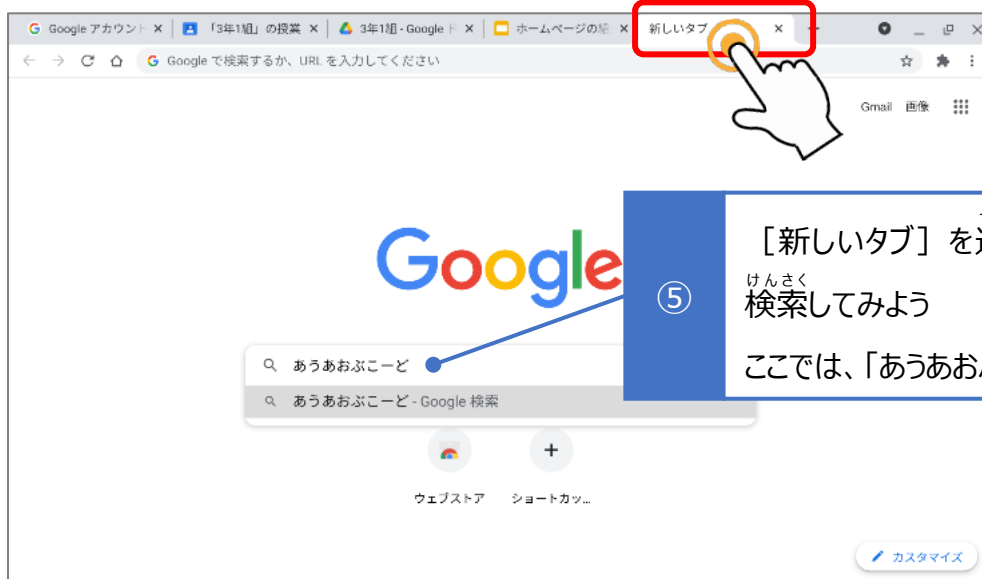 Google アカウント
「3年1組」の授業
3年1組 - Google ド
ホームページの紹
新しいタブ
Google で検索するか、URL を入力してください
Gmail 画像
Google
⑤
［新しいタブ］を
けんさく
検索してみよう
ここでは、「あうあお
あうあおぶこーど
あうあおぶこーど - Google 検索
ウェブストア ショートカッ...
カスタマイズ